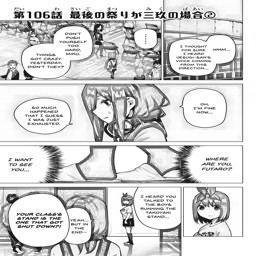 第106話 最後の祭りが三玖の場合②
HMM...
I THOUGHT
FOR SURE
I HEARD
UESUGI-SAN'S
VOICE COMING
FROM THIS
DIRECTION...
DON'T
PUSH
YOURSELF
TOO
HARD,
MIKU.
THINGS
GOT CRAZY
YESTERDAY,
DIDN'T THEY?
OH,
I'M FINE
NOW...
SO MUCH
HAPPENED
THAT I GUESS
I WAS JUST
EXHAUSTED.
WHERE
ARE YOU,
FUTARO?
I WANT
TO SEE
YOU...
I HEARD YOU
TALKED TO
THE BOYS
RUNNING
THE
TAKOYAKI
STAND...
YEAH...
BUT IN
THE
END...
YOUR CLASS'S
STAND IS THE
ONE THAT GOT
SHUT DOWN?!